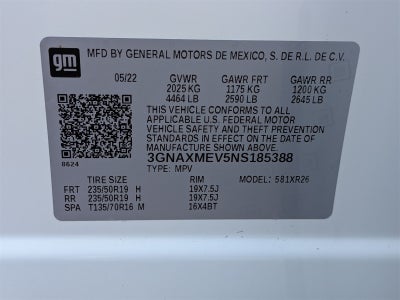 gm
MFD BY GENERAL MOTORS DE MEXICO, S. DE R.L. DE C.V.
05/22 GVWR GAWR FRT GAWR RR
2025 KG 1175 KG 1200 KG
4464 LB 2590 LB 2645 LB
THIS VEHICLE CONFORMS TO ALL
APPLICABLE U.S. FEDERAL MOTOR
VEHICLE SAFETY AND THEFT PREVENTION
STANDARDS IN EFFECT ON THE DATE
OF MANUFACTURE SHOWN ABOVE.
8624
3GNAXMEV5NS185388
TYPE: MPV
TIRE SIZE RIM MODEL: 581XR26
FRT 235/50R19 H 19X7.5J
RR 235/50R19 H 19X7.5J
SPA T135/70R16 M 16X4BT